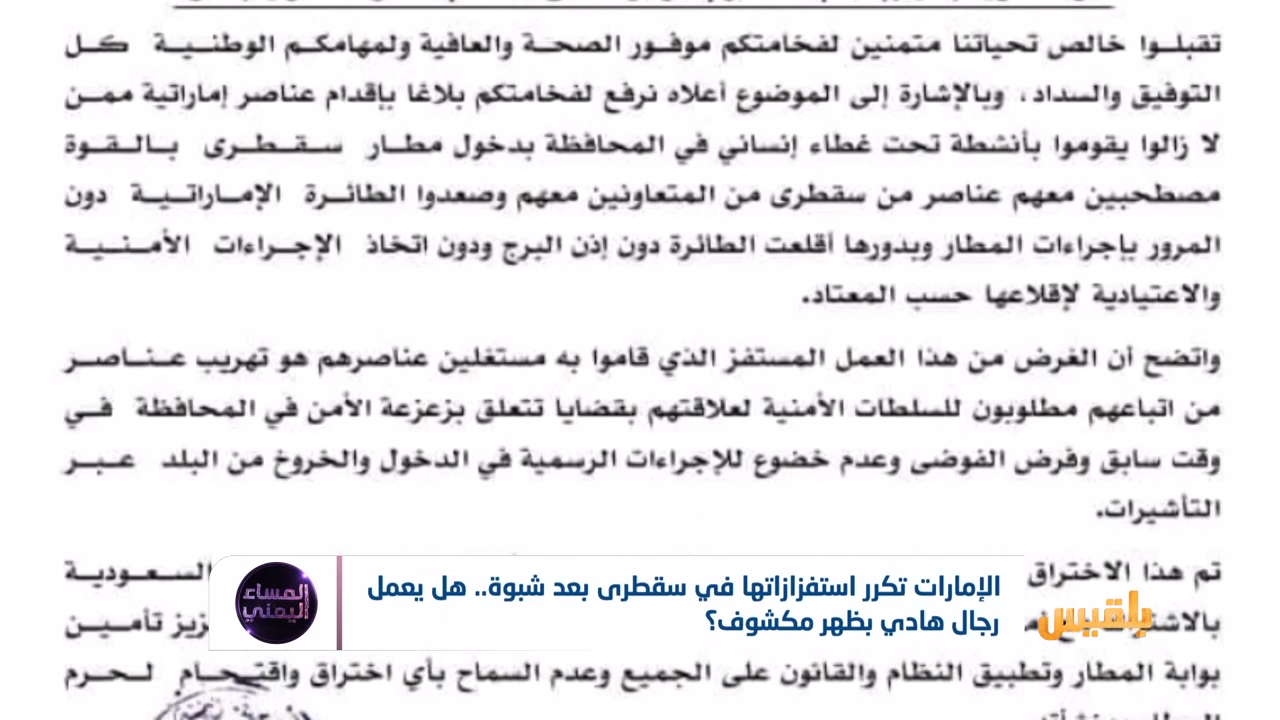 تقبلوا خالص تحياتنا متمنين لفخامتكم موفور الصحة والعافية ولمهامكم الوطنية كل
التوفيق والسداد، وبالإشارة إلى الموضوع أعلاه نرفع لفخامتكم بلاغا بإقدام عناصر إماراتية ممن
لا زالوا يقوموا بأنشطة تحت غطاء إنساني في المحافظة بدخول مطار سقطرى بالقوة
مصطحبين معهم عناصر من سقطرى من المتعاونين معهم وصعدوا الطائرة الإماراتية دون
المرور بإجراءات المطار وبدورها أقلعت الطائرة دون إذن البرج ودون اتخاذ الإجراءات الأمنية
والاعتيادية لإقلاعها حسب المعتاد.
واتضح أن الغرض من هذا العمل المستفز الذي قاموا به مستغلين عناصرهم هو تهريب عناصر
من اتباعهم مطلوبون للسلطات الأمنية لعلاقتهم بقضايا تتعلق بزعزعة الأمن في المحافظة في
وقت سابق وفرض الفوضى وعدم خضوع للإجراءات الرسمية في الدخول والخروج من البلد عبر
التأشيرات.
تم هذا الاختراق السعودية
تأمين
بوابة المطار وتطبيق النظام والقانون على الجميع وعدم السماح بأي اختراق واقتحام لحرم
الإمارات تكرر استفزازاتها في سقطرى بعد شبوة.. هل يعمل
رجال هادي بظهر مكشوف؟
المساء
اليمني
بلقيس